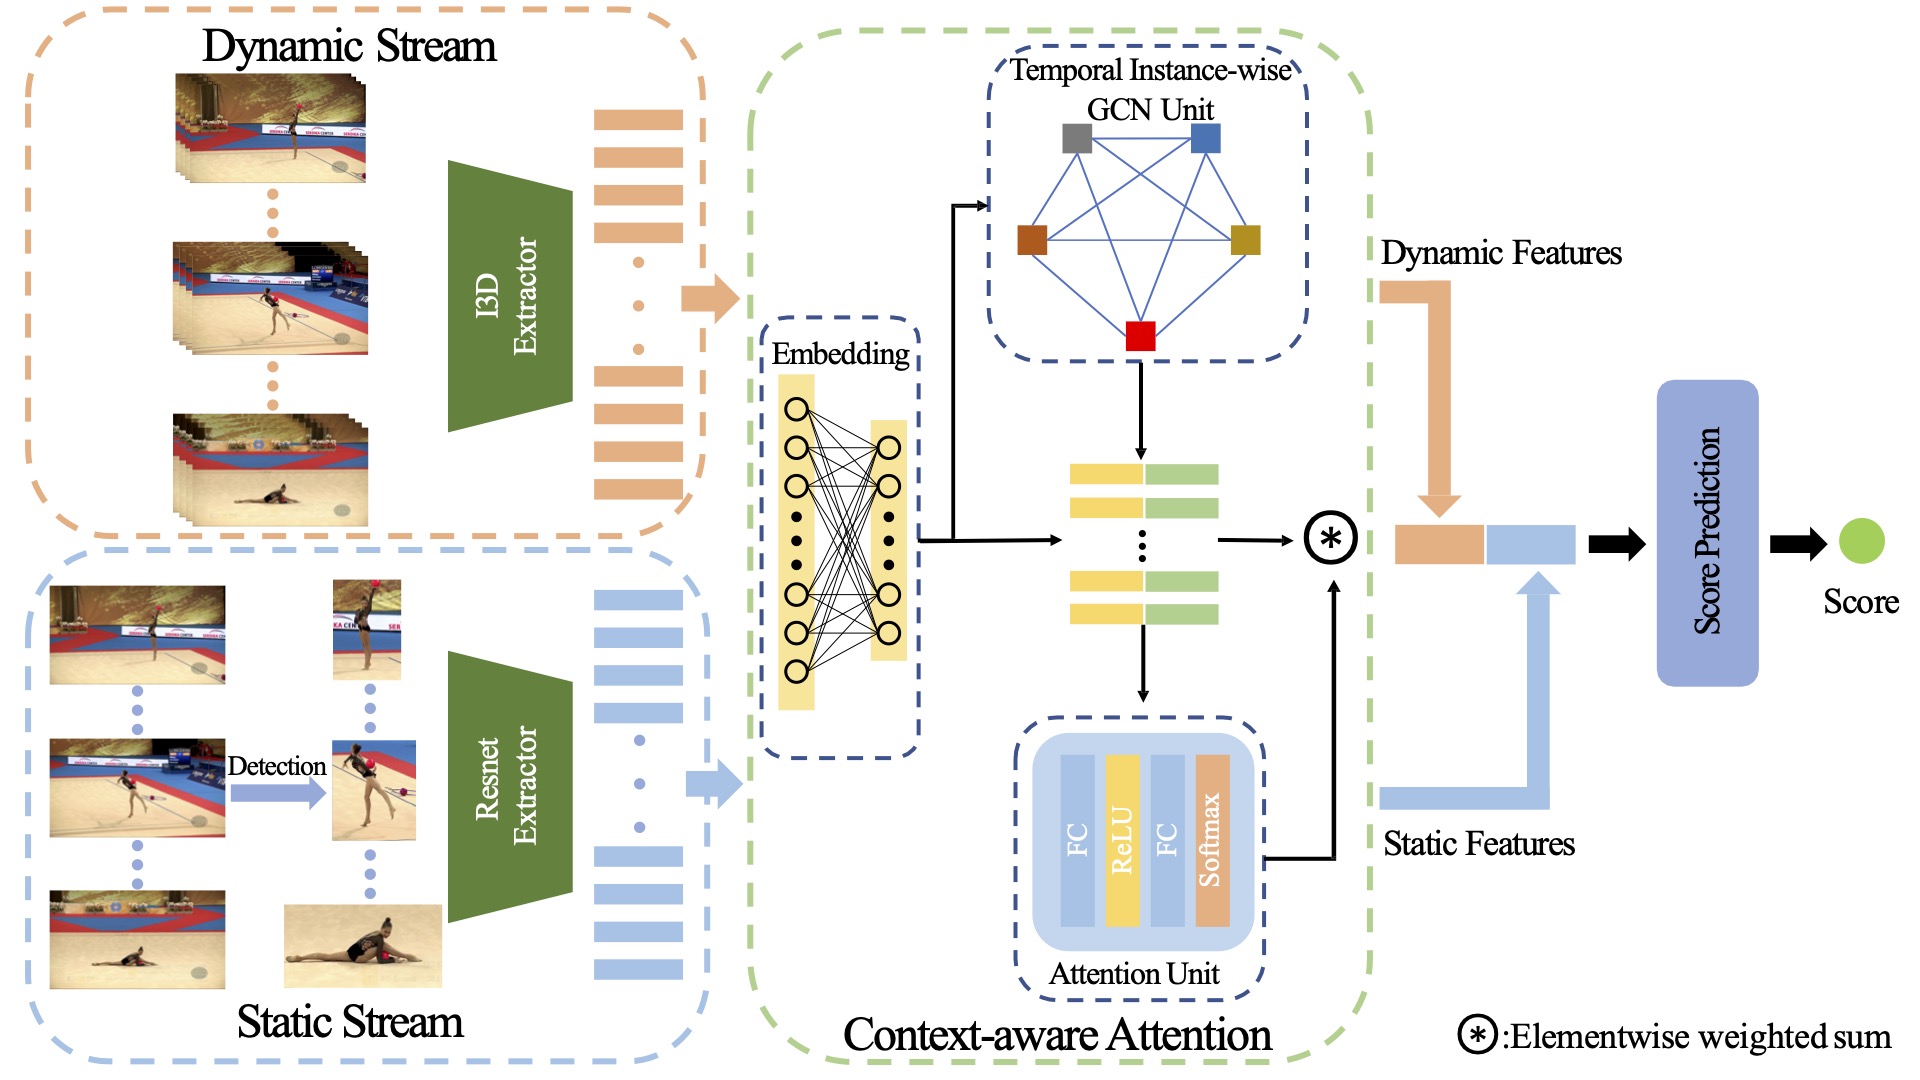 Dynamic Stream
I3D
Extractor
Detection
Resnet
Extractor
Static Stream
Embedding
Temporal Instance-wise
GCN Unit
FC
ReLU
FC
Softmax
Attention Unit
Context-aware Attention
Dynamic Features
Static Features
Score Prediction
Score
:Elementwise weighted sum